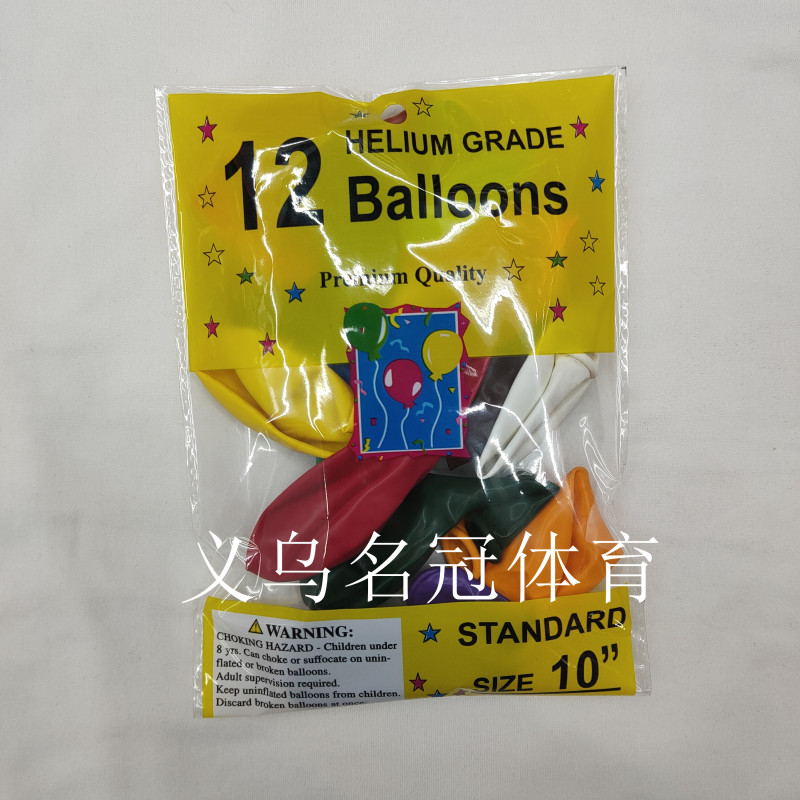 12 HELIUM GRADE
Balloons
Premium Quality
义乌名冠体育
WARNING:
CHOKING HAZARD - Children under
8 yrs. Can choke or suffocate on unin-
flated or broken balloons.
Adult supervision required.
Keep uninflated balloons from children.
Discard broken balloons at once.
STANDARD
SIZE 10”